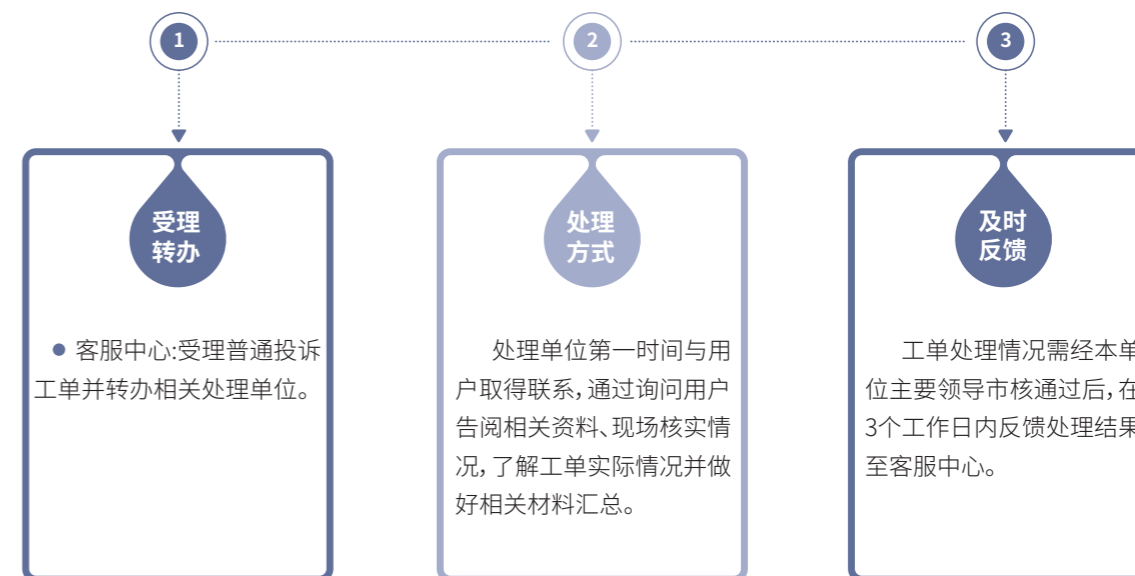 1
2
3
受理
转办
● 客服中心:受理普通投诉
工单并转办相关处理单位。
处理
方式
处理单位第一时间与用
户取得联系,通过询问用户
告阅相关资料、现场核实情
况,了解工单实际情况并做
好相关材料汇总。
及时
反馈
工单处理情况需经本单
位主要领导市核通过后,在
3个工作日内反馈处理结果
至客服中心。